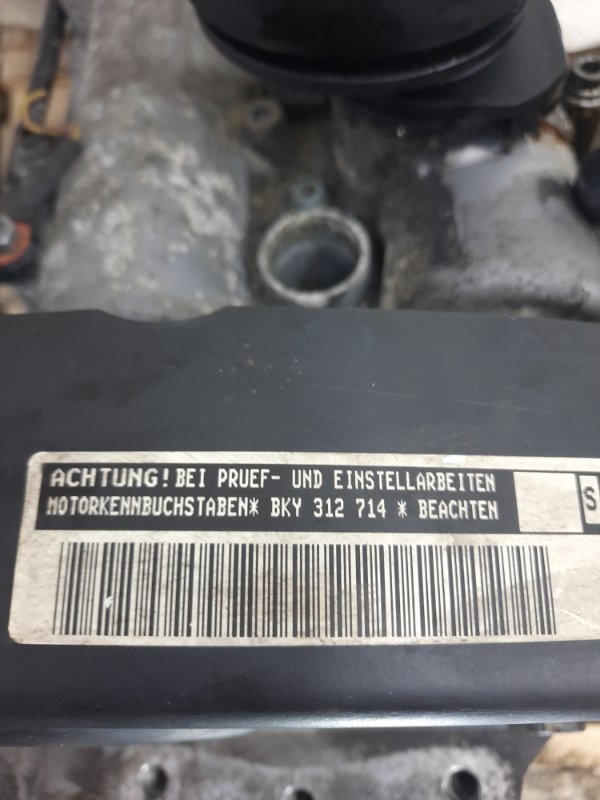 ACHTUNG! BEI PRUEF- UND EINSTELLARBEITEN
MOTORKENNBUCHSTABEN* BKY 312 714 * BEACHTEN
S